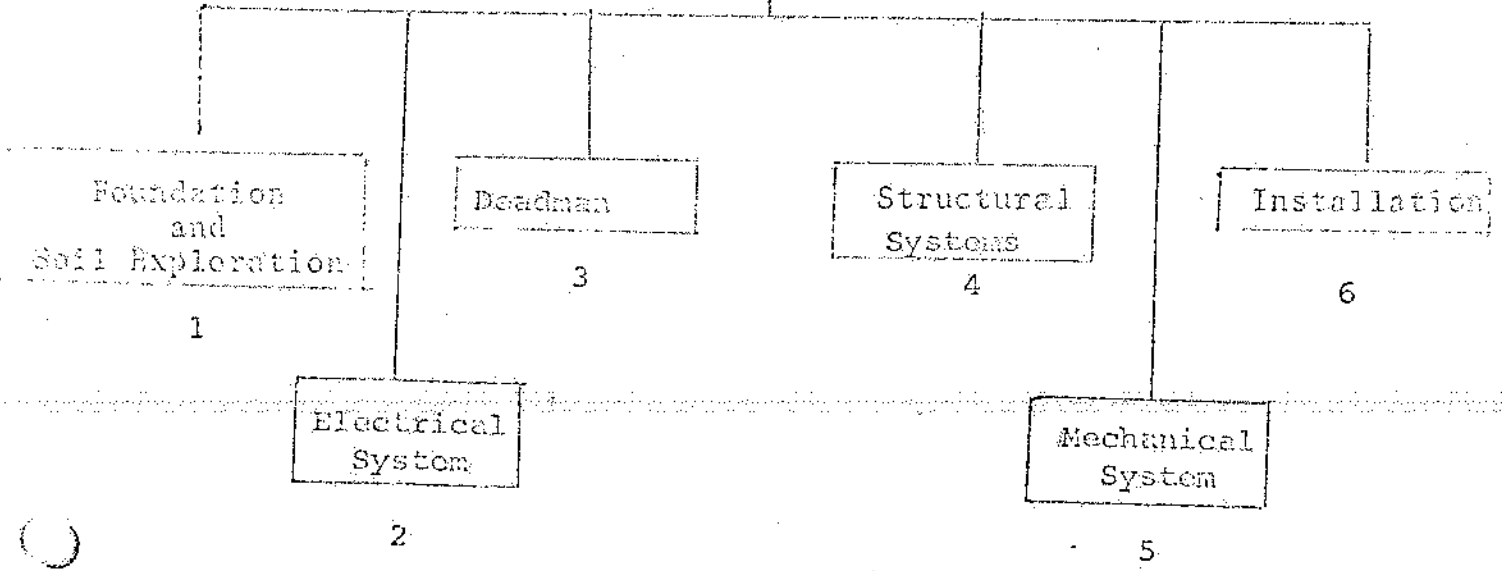 Foundation
and
Soil Exploration
1
Electrical
System
2
Deadman
3
Structural
Systems
4
Mechanical
System
5
Installation
6